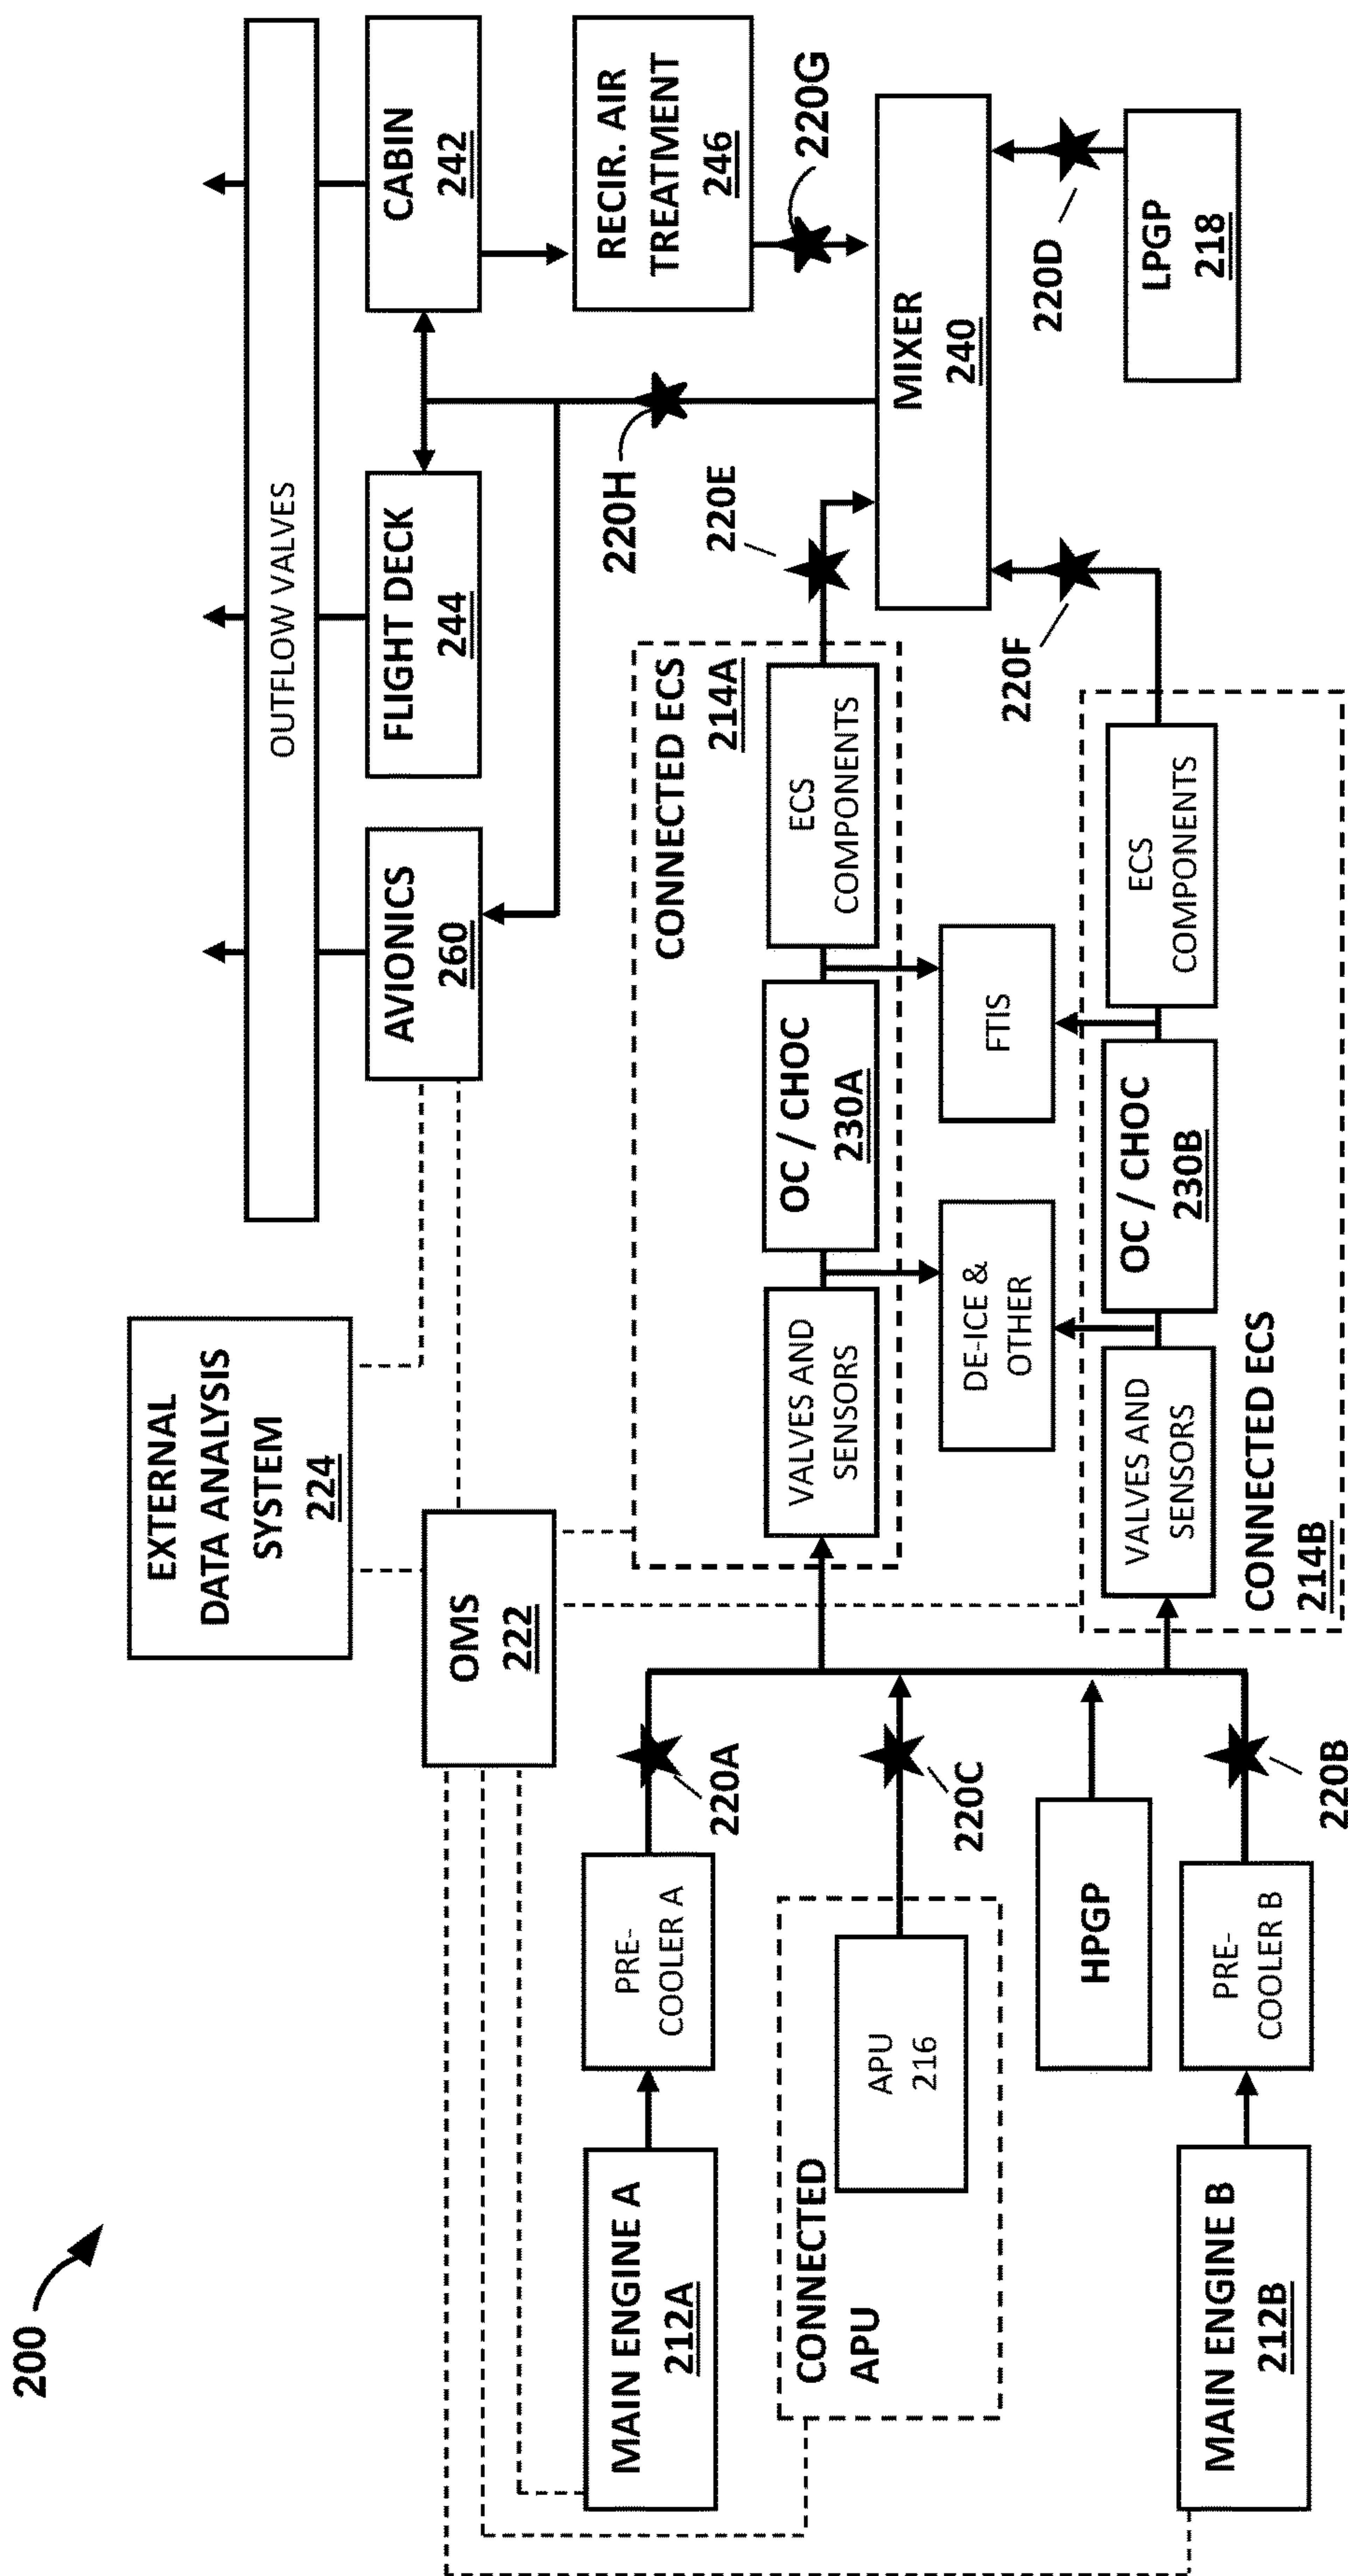 200
EXTERNAL
DATA ANALYSIS
SYSTEM
224
OUTFLOW VALVES
OMS
222
AVIONICS
260
FLIGHT DECK
244
CABIN
242
RECIR. AIR
TREATMENT
246
220G
220H
220E
MAIN ENGINE A
212A
PRE-
COOLER A
220A
CONNECTED ECS
214A
VALVES AND
SENSORS
OC / CHOC
230A
ECS
COMPONENTS
MIXER
240
CONNECTED
APU
APU
216
220C
DE-ICE &
OTHER
FTIS
220F
220D
HPGP
LPGP
218
MAIN ENGINE B
212B
PRE-
COOLER B
220B
VALVES AND
SENSORS
OC / CHOC
230B
ECS
COMPONENTS
CONNECTED ECS
214B